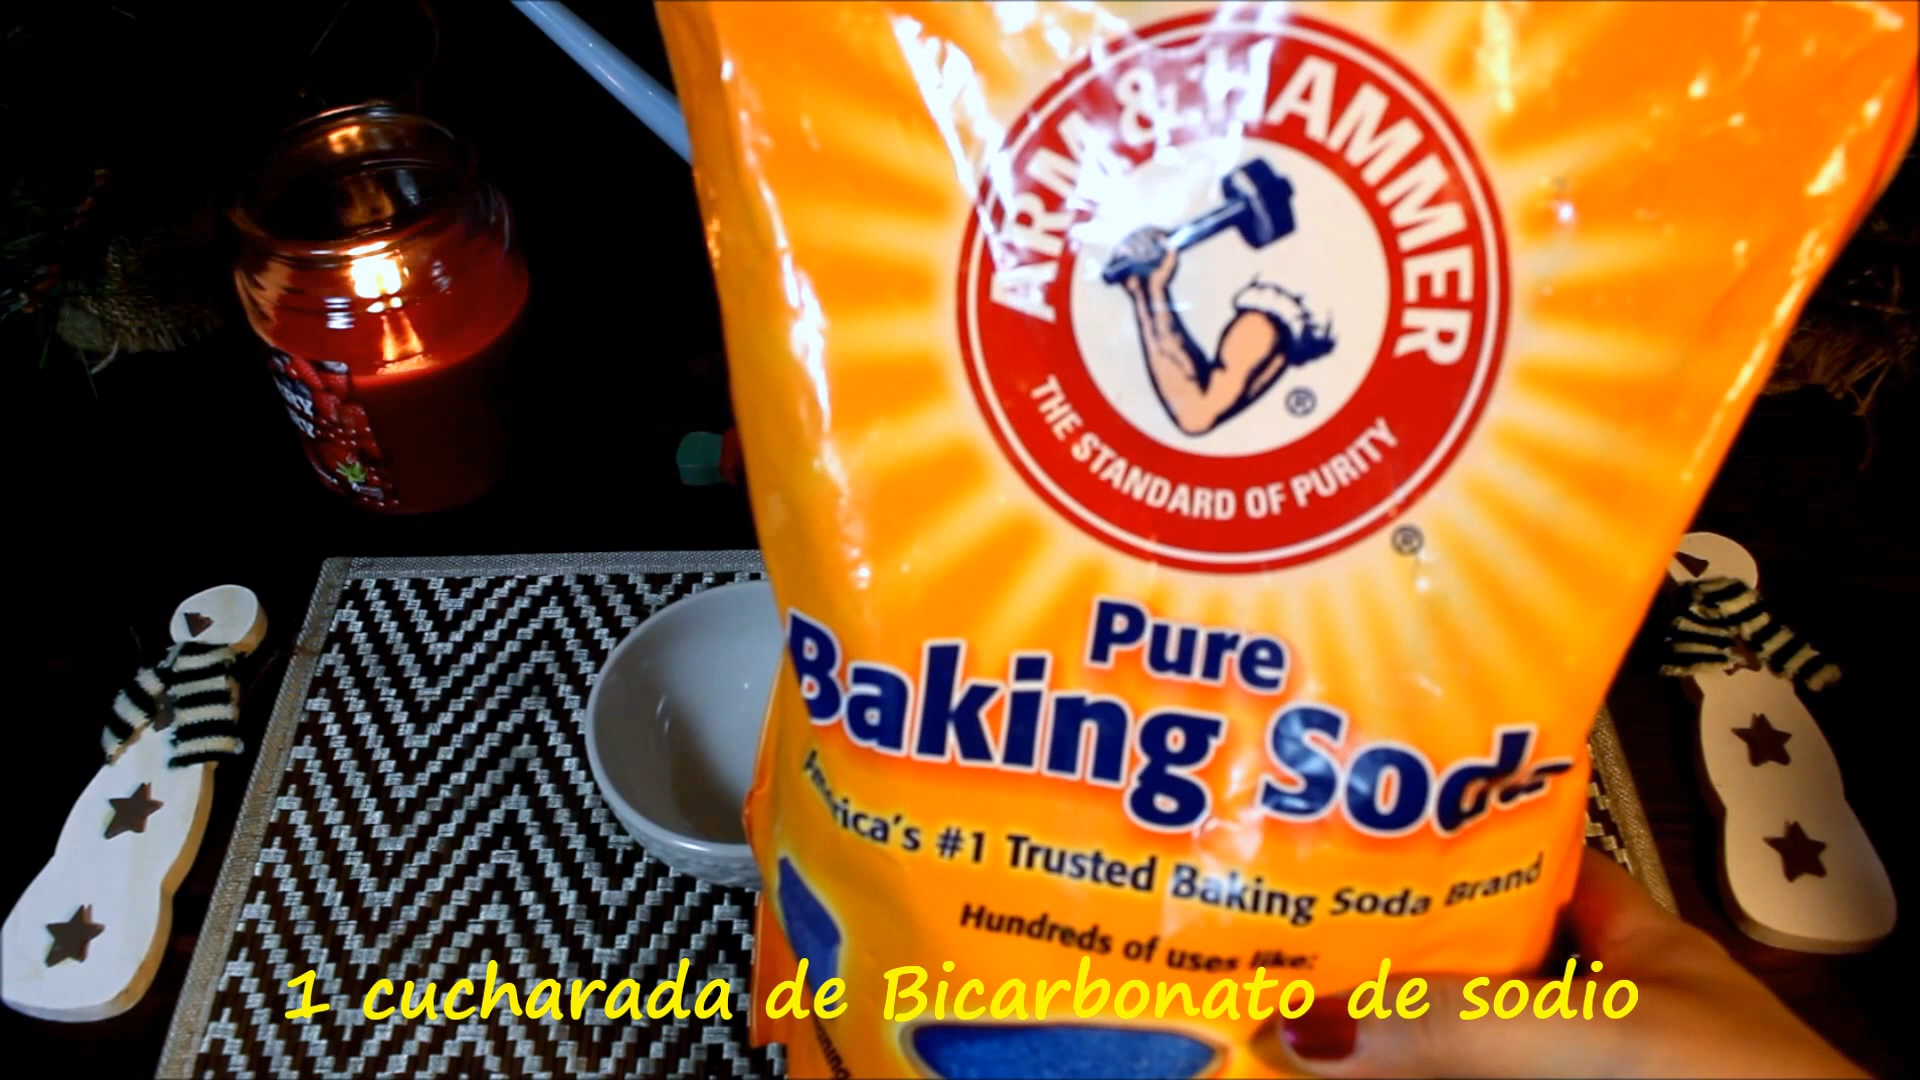 ARM & HAMMER
THE STANDARD OF PURITY
®
®
Pure
Baking Soda
America's #1 Trusted Baking Soda Brand
Hundreds of uses like:
1 cucharada de Bicarbonato de sodio